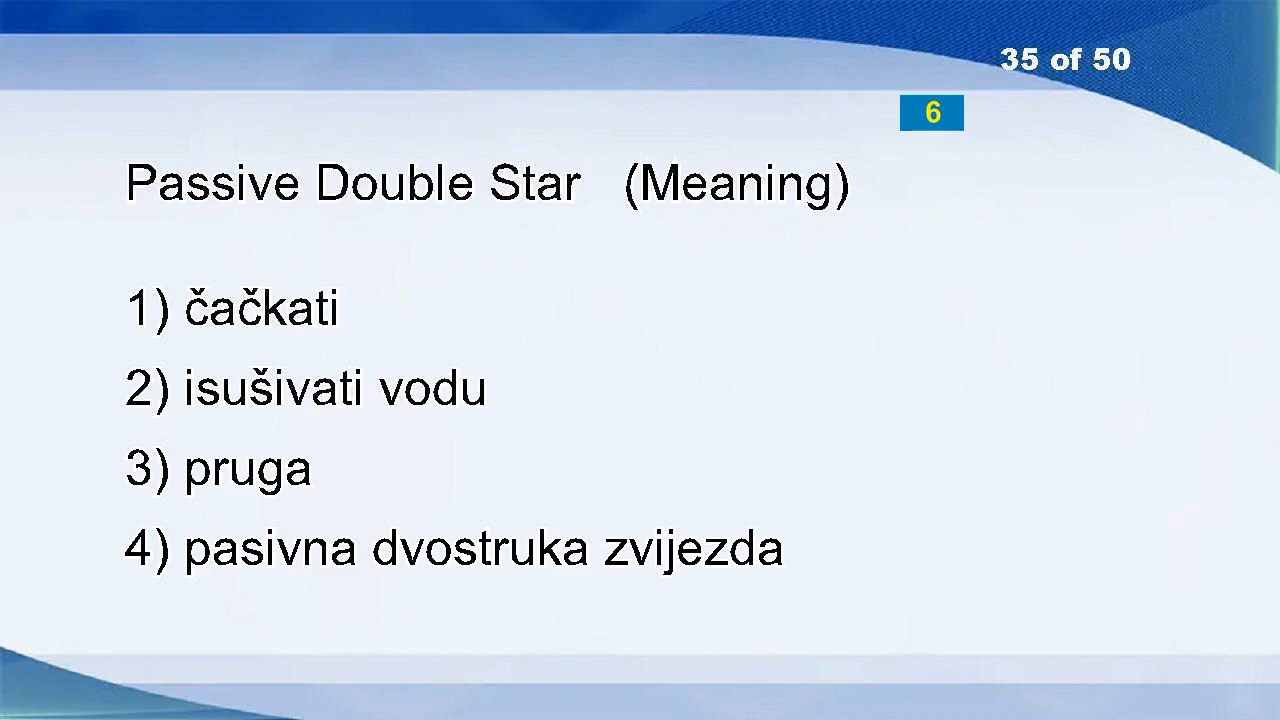 35 of 50
6
Passive Double Star (Meaning)
1) čačkati
2) isušivati vodu
3) pruga
4) pasivna dvostruka zvijezda